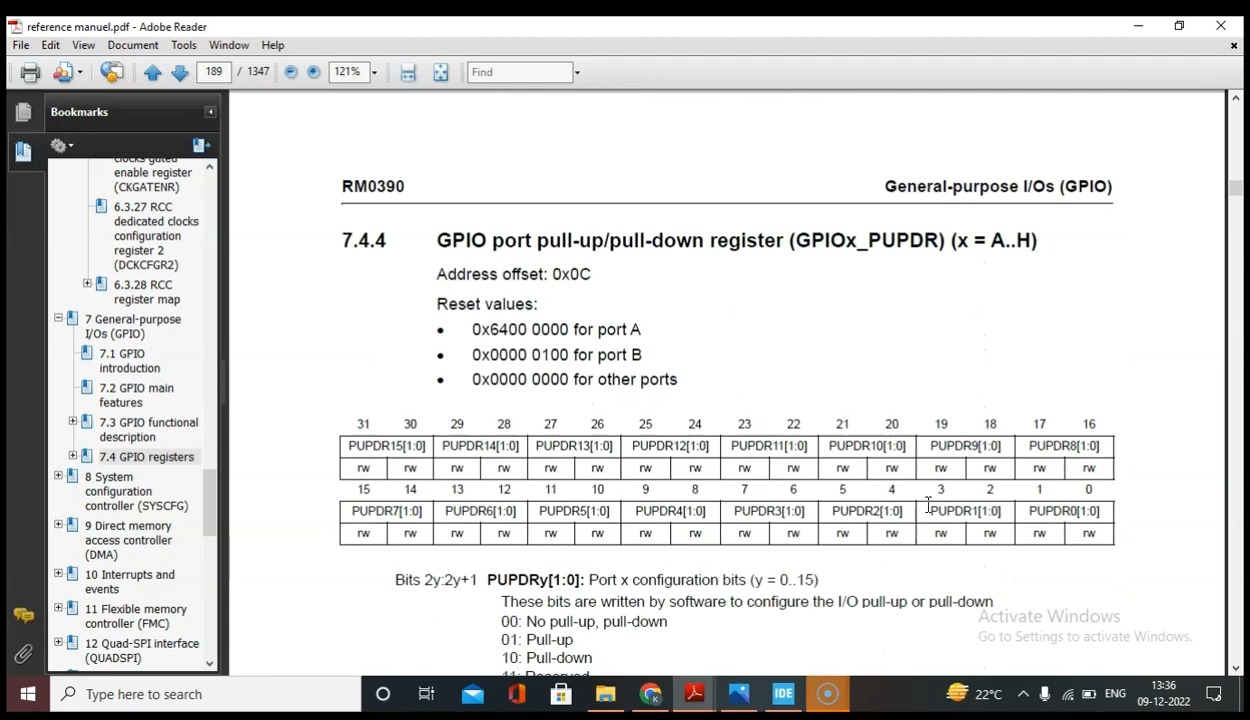 reference manuel.pdf - Adobe Reader
File Edit View Document Tools Window Help
189 / 1347 121% Find
Bookmarks
clocks gated
enable register
(CKGATENR)
6.3.27 RCC
dedicated clocks
configuration
register 2
(DCKCFGR2)
6.3.28 RCC
register map
7 General-purpose
I/Os (GPIO)
7.1 GPIO
introduction
7.2 GPIO main
features
7.3 GPIO functional
description
7.4 GPIO registers
8 System
configuration
controller (SYSCFG)
9 Direct memory
access controller
(DMA)
10 Interrupts and
events
11 Flexible memory
controller (FMC)
12 Quad-SPI interface
(QUADSPI)
RM0390 General-purpose I/Os (GPIO)
7.4.4 GPIO port pull-up/pull-down register (GPIOx_PUPDR) (x = A..H)
Address offset: 0x0C
Reset values:
• 0x6400 0000 for port A
• 0x0000 0100 for port B
• 0x0000 0000 for other ports
31 30 29 28 27 26 25 24 23 22 21 20 19 18 17 16
PUPDR15[1:0] PUPDR14[1:0] PUPDR13[1:0] PUPDR12[1:0] PUPDR11[1:0] PUPDR10[1:0] PUPDR9[1:0] PUPDR8[1:0]
rw rw rw rw rw rw rw rw rw rw rw rw rw rw rw rw
15 14 13 12 11 10 9 8 7 6 5 4 3 2 1 0
PUPDR7[1:0] PUPDR6[1:0] PUPDR5[1:0] PUPDR4[1:0] PUPDR3[1:0] PUPDR2[1:0] PUPDR1[1:0] PUPDR0[1:0]
rw rw rw rw rw rw rw rw rw rw rw rw rw rw rw rw
Bits 2y:2y+1 PUPDRy[1:0]: Port x configuration bits (y = 0..15)
These bits are written by software to configure the I/O pull-up or pull-down
00: No pull-up, pull-down
01: Pull-up
10: Pull-down
11: Reserved
Activate Windows
Go to Settings to activate Windows.
Type here to search
IDE
22°C ENG
13:36
09-12-2022